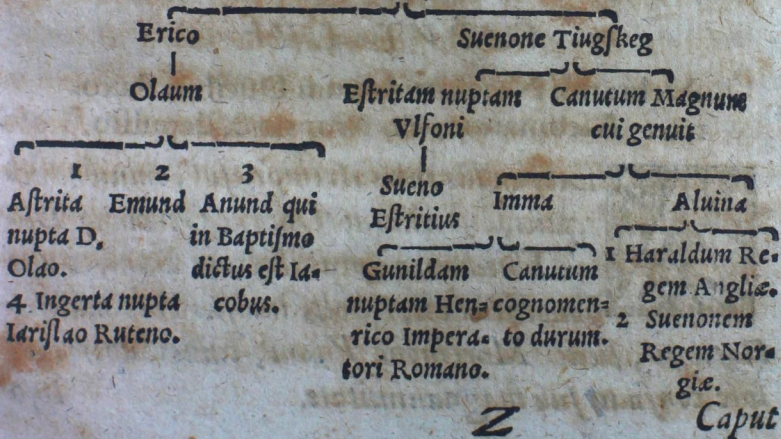 Erico
Suenone Tiugſkeg
Olaum
Eſtritam nuptam
Vlſoni
Canutum Magnum
cui genuit
1 2 3
Aſtrita
nupta D.
Olao.
Emund
Anund qui
in Baptiſmo
dictus eſt Ia-
cobus.
4 Ingerta nupta
Iariſlao Ruteno.
Sueno
Eſtritius
Imma
Aluina
Gunildam
nuptam Hen-
rico Impera-
tori Romano.
Canutum
cognomen-
to durum.
1 Haraldum Re-
gem Angliæ.
2 Suenonem
Regem Nor-
giæ.
Z
Caput